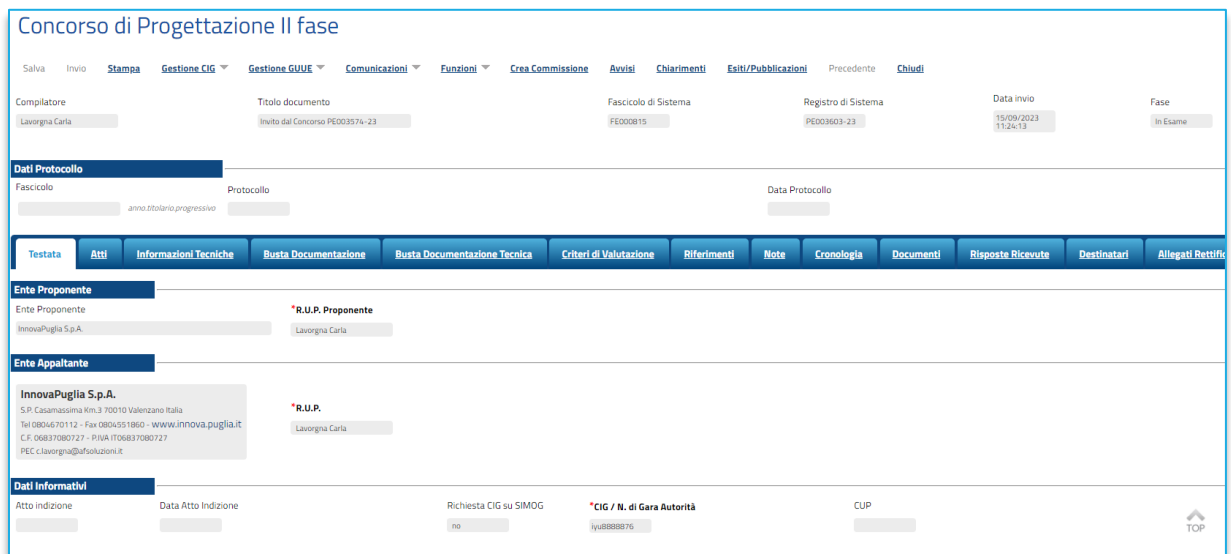 Concorso di Progettazione II fase
Salva Invio Stampa Gestione CIG Gestione GUUE Comunicazioni Funzioni Crea Commissione Avvisi Chiarimenti Esiti/Pubblicazioni Precedente Chiudi
Compilatore Titolo documento Fascicolo di Sistema Registro di Sistema Data invio Fase
Lavorgna Carla Invito dal Concorso PE003574-23 FE000815 PE003603-23 15/09/2023 In Esame
11:24:13
Dati Protocollo
Fascicolo Protocollo Data Protocollo
anno.titolario.progressivo
Testata Atti Informazioni Tecniche Busta Documentazione Busta Documentazione Tecnica Criteri di Valutazione Riferimenti Note Cronologia Documenti Risposte Ricevute Destinatari Allegati Rettific
Ente Proponente
Ente Proponente *R.U.P. Proponente
InnovaPuglia S.p.A. Lavorgna Carla
Ente Appaltante
InnovaPuglia S.p.A.
S.P. Casamassima Km.3 70010 Valenzano Italia *R.U.P.
Tel 0804670112 - Fax 0804551860 - www.innova.puglia.it Lavorgna Carla
C.F. 06837080727 - P.IVA IT06837080727
PEC c.lavorgna@afsoluzioni.it
Dati Informativi
Atto indizione Data Atto Indizione Richiesta CIG su SIMOG *CIG / N. di Gara Autorità CUP
no iyu8888876
TOP